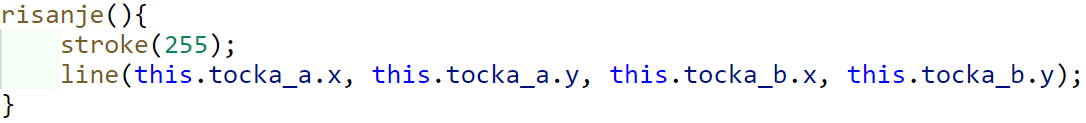 risanje(){
    stroke(255);
    line(this.tocka_a.x, this.tocka_a.y, this.tocka_b.x, this.tocka_b.y);
}